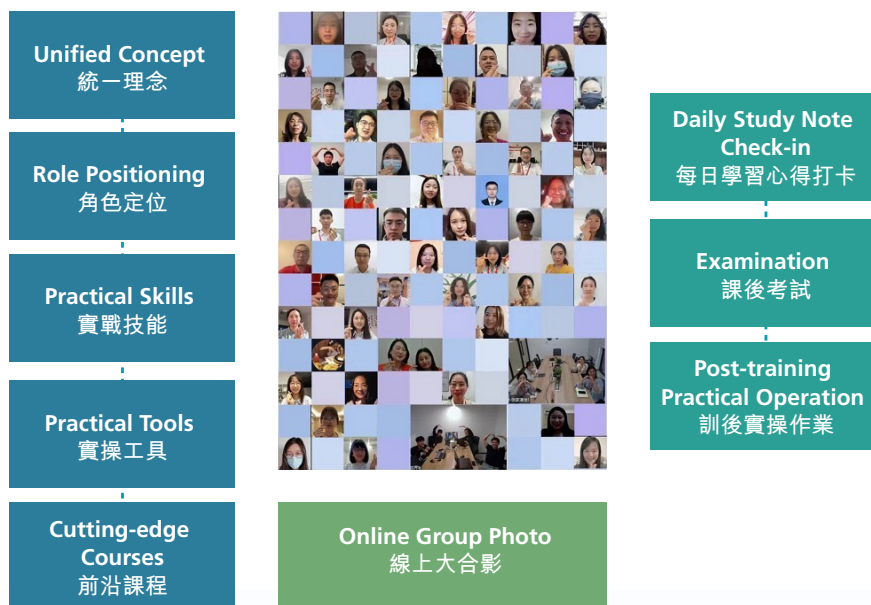 Unified Concept
統一理念
Role Positioning
角色定位
Practical Skills
實戰技能
Practical Tools
實操工具
Cutting-edge
Courses
前沿課程
Online Group Photo
線上大合影
Daily Study Note
Check-in
每日學習心得打卡
Examination
課後考試
Post-training
Practical Operation
訓後實操作業